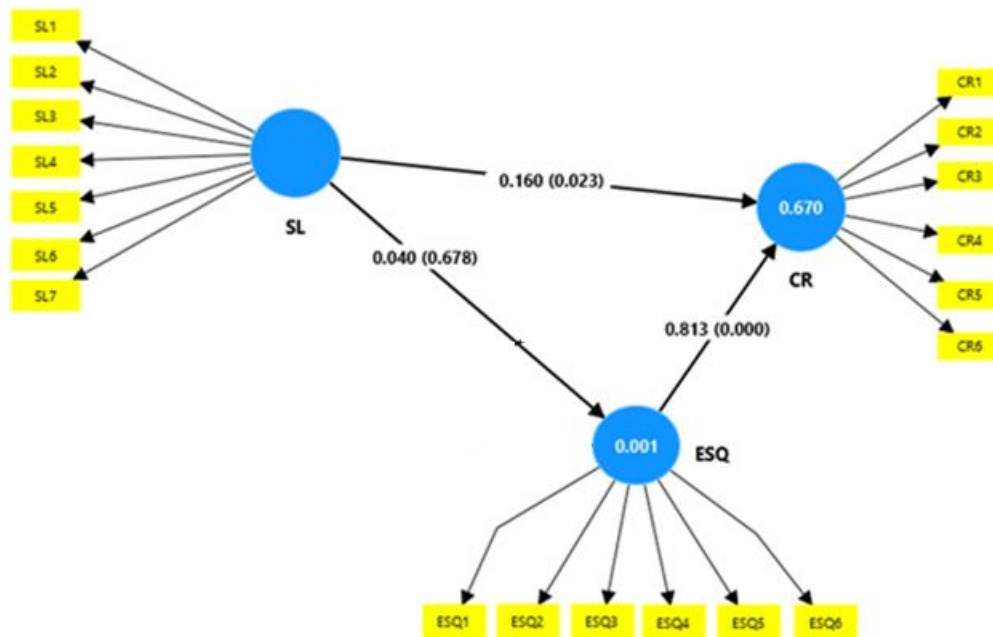 SL1
SL2
SL3
SL4
SL5
SL6
SL7
SL
0.160 (0.023)
0.040 (0.678)
0.670
CR
CR1
CR2
CR3
CR4
CR5
CR6
0.813 (0.000)
0.001
ESQ
ESQ1
ESQ2
ESQ3
ESQ4
ESQ5
ESQ6